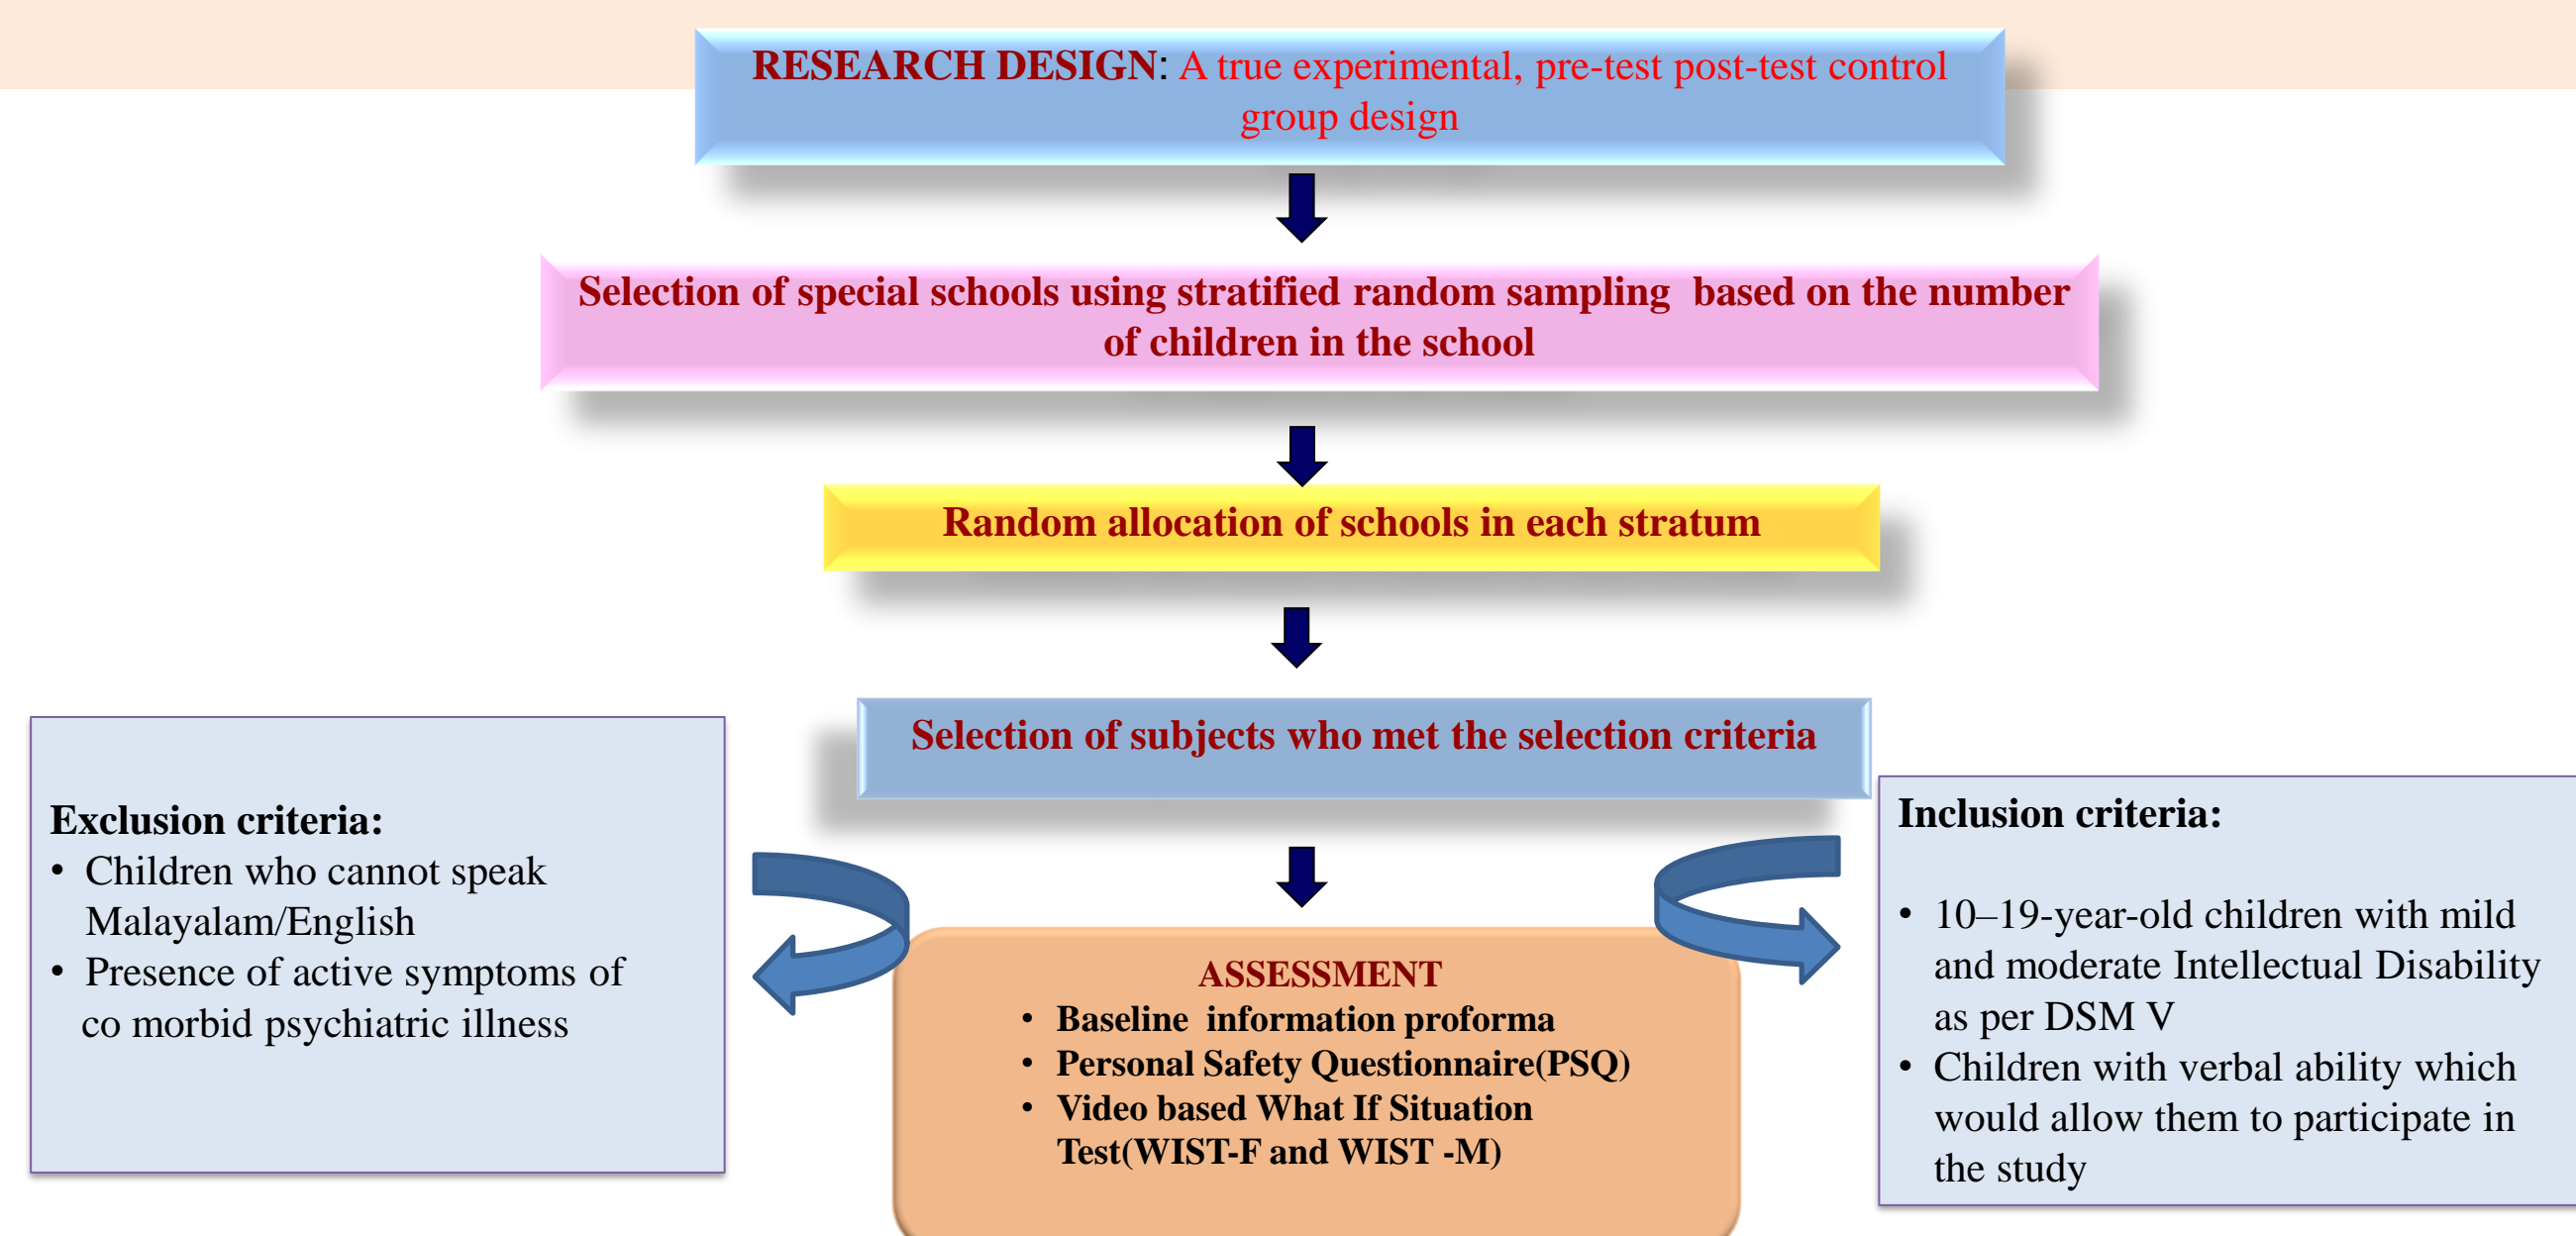 RESEARCH DESIGN: A true experimental, pre-test post-test control
group design
Selection of special schools using stratified random sampling  based on the number
of children in the school
Random allocation of schools in each stratum
Selection of subjects who met the selection criteria
Exclusion criteria:
• Children who cannot speak
Malayalam/English
• Presence of active symptoms of
co morbid psychiatric illness
ASSESSMENT
• Baseline  information proforma
• Personal Safety Questionnaire(PSQ)
• Video based What If Situation
Test(WIST-F and WIST -M)
Inclusion criteria:
• 10–19-year-old children with mild
and moderate Intellectual Disability
as per DSM V
• Children with verbal ability which
would allow them to participate in
the study